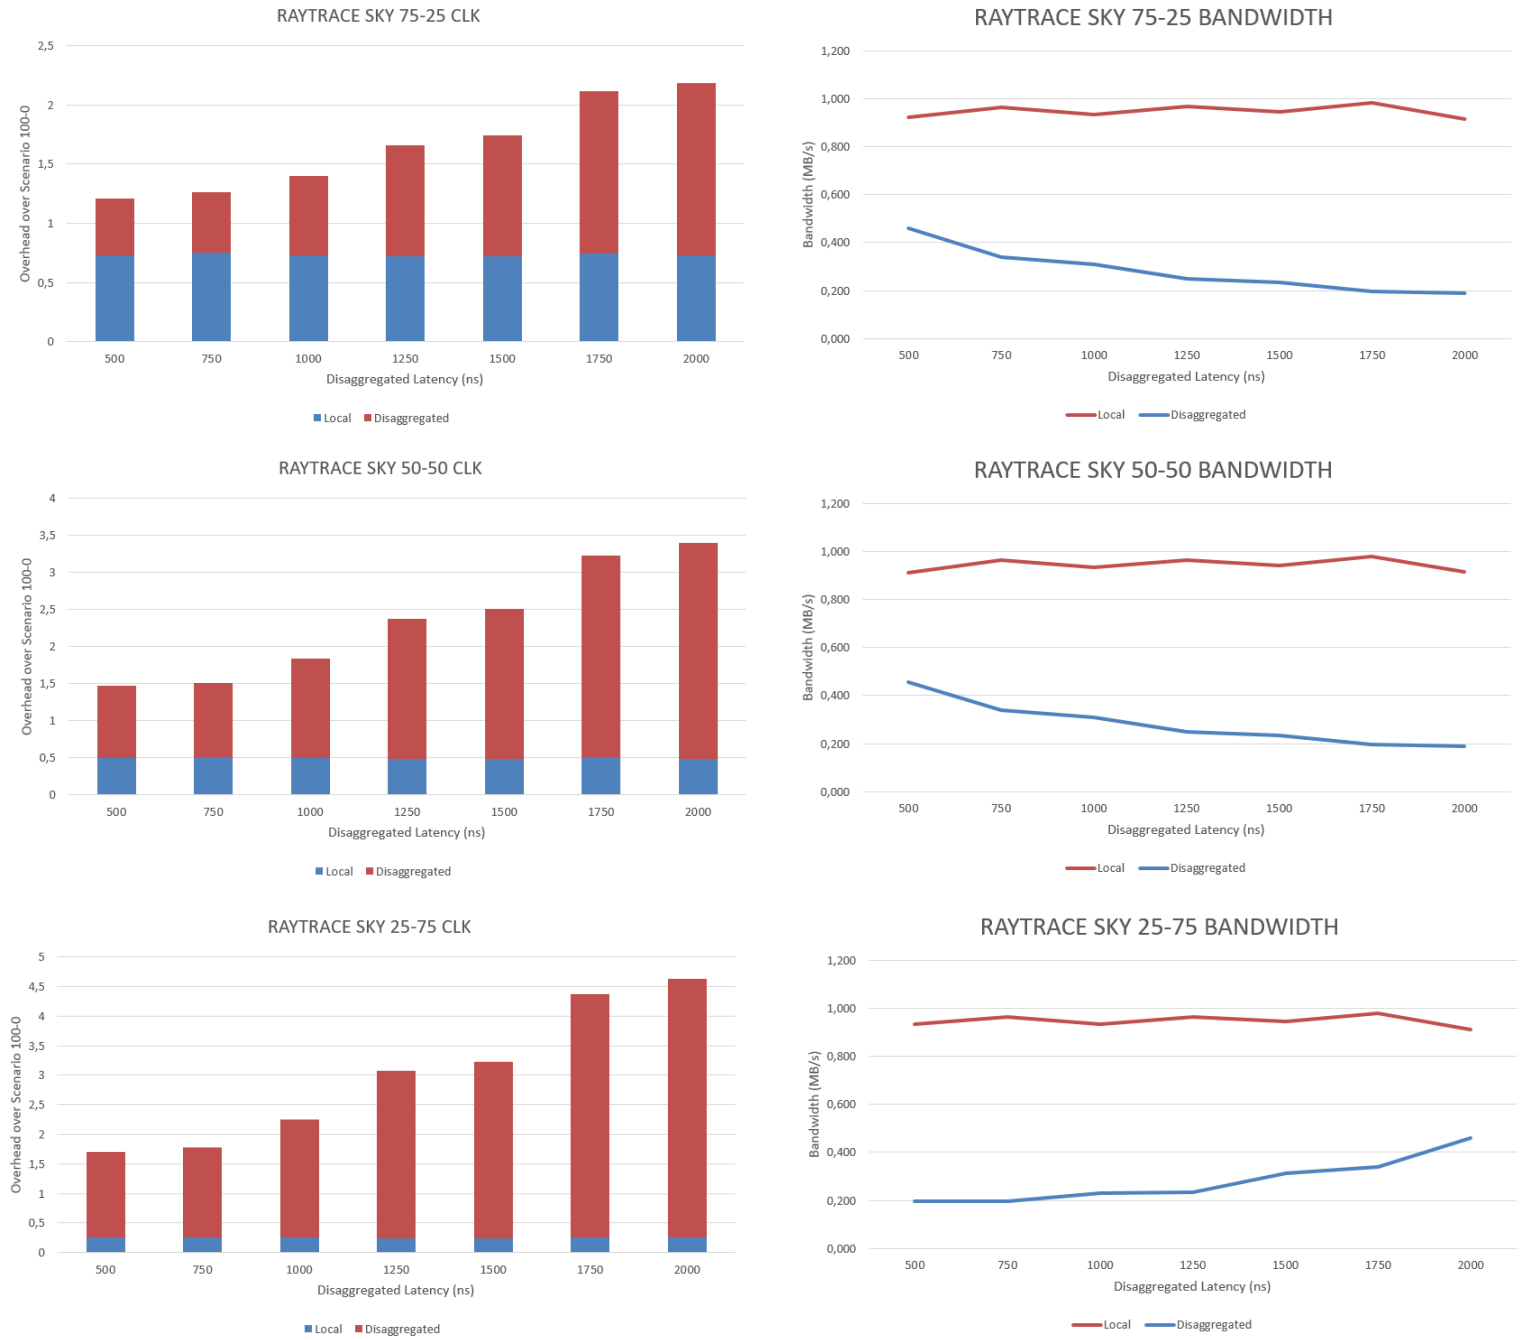 RAYTRACE SKY 75-25 CLK
2,5
2
1,5
1
0,5
0
Overhead over Scenario 100-0
500 750 1000 1250 1500 1750 2000
Disaggregated Latency (ns)
Local Disaggregated
RAYTRACE SKY 75-25 BANDWIDTH
1,200
1,000
0,800
0,600
0,400
0,200
0,000
Bandwidth (MB/s)
500 750 1000 1250 1500 1750 2000
Disaggregated Latency (ns)
Local Disaggregated
RAYTRACE SKY 50-50 CLK
4
3,5
3
2,5
2
1,5
1
0,5
0
Overhead over Scenario 100-0
500 750 1000 1250 1500 1750 2000
Disaggregated Latency (ns)
Local Disaggregated
RAYTRACE SKY 50-50 BANDWIDTH
1,200
1,000
0,800
0,600
0,400
0,200
0,000
Bandwidth (MB/s)
500 750 1000 1250 1500 1750 2000
Disaggregated Latency (ns)
Local Disaggregated
RAYTRACE SKY 25-75 CLK
5
4,5
4
3,5
3
2,5
2
1,5
1
0,5
0
Overhead over Scenario 100-0
500 750 1000 1250 1500 1750 2000
Disaggregated Latency (ns)
Local Disaggregated
RAYTRACE SKY 25-75 BANDWIDTH
1,200
1,000
0,800
0,600
0,400
0,200
0,000
Bandwidth (MB/s)
500 750 1000 1250 1500 1750 2000
Disaggregated Latency (ns)
Local Disaggregated